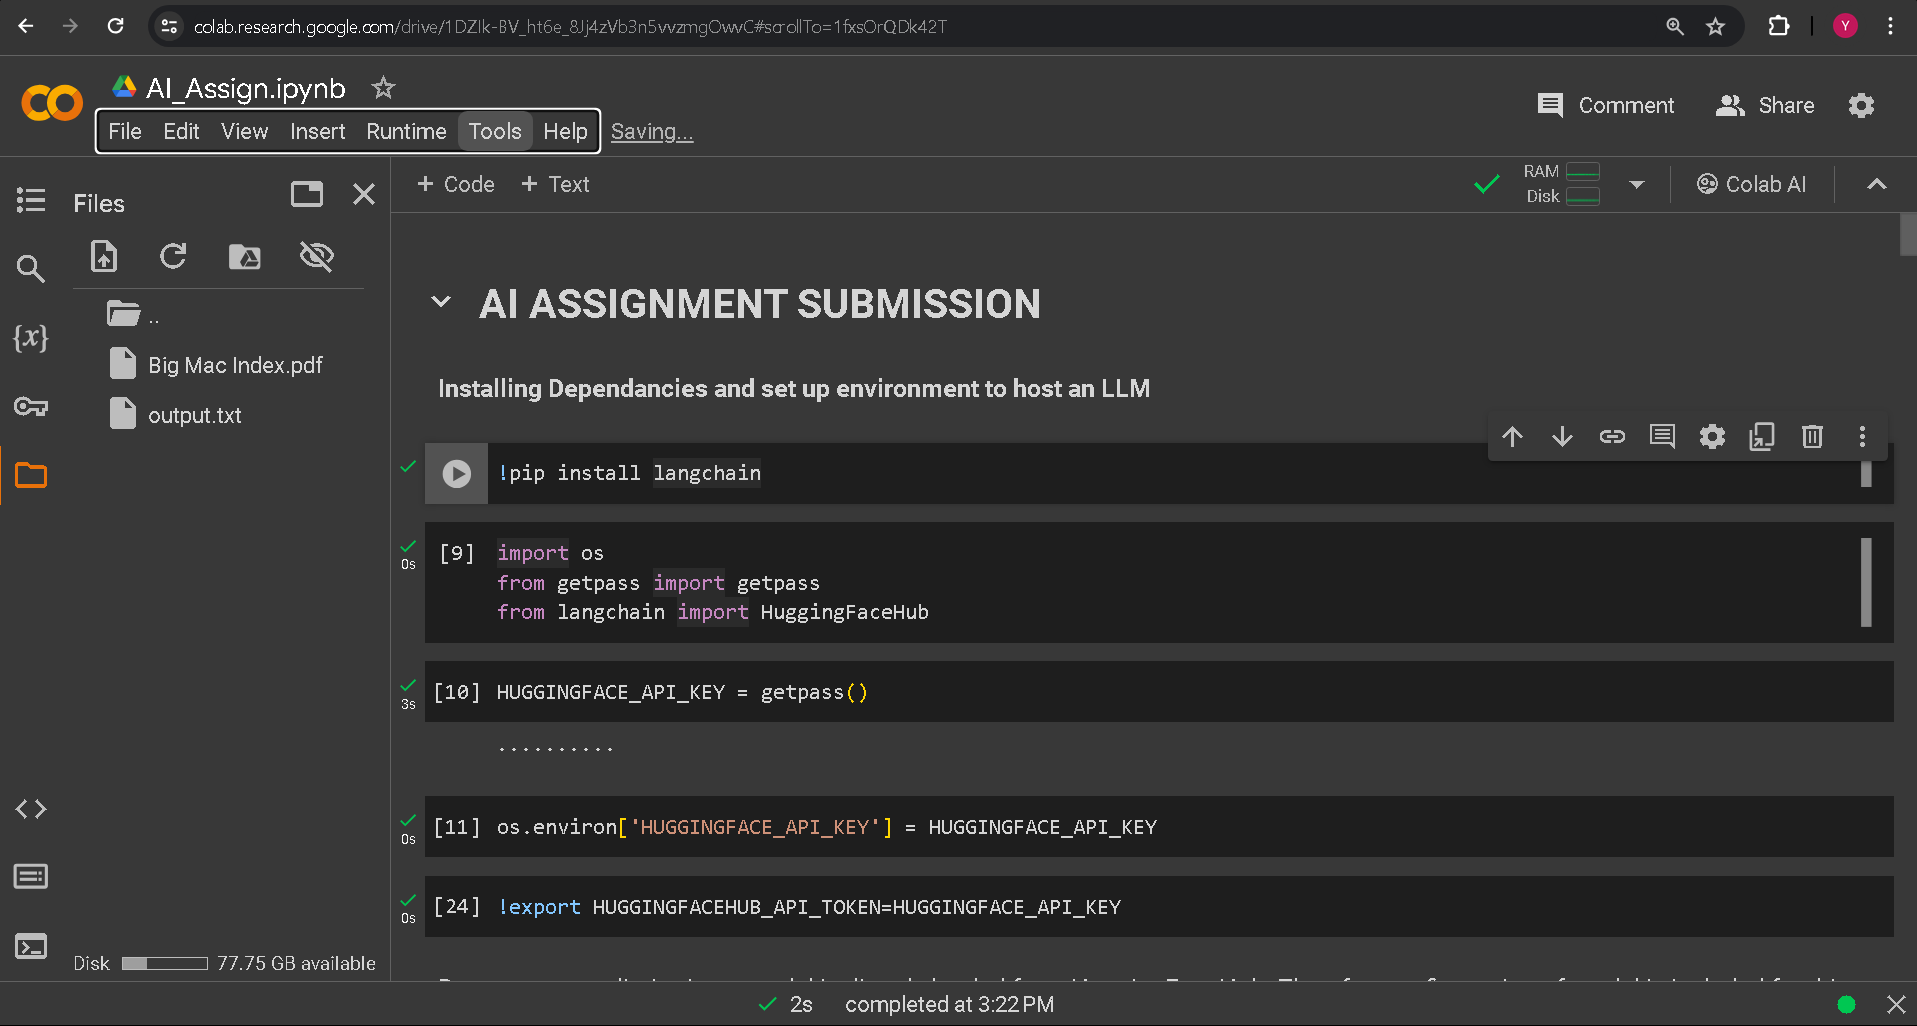 colab.research.google.com/drive/1DZIk-BV_ht6e_8Jj4zVb3n5vvzmgOwvC#scrollTo=1fxsOrQDk42T
Y
AI_Assign.ipynb
File Edit View Insert Runtime Tools Help Saving...
Comment Share
Files
+ Code + Text
RAM
Disk
Colab AI
{x}
..
Big Mac Index.pdf
output.txt
AI ASSIGNMENT SUBMISSION
Installing Dependancies and set up environment to host an LLM
!pip install langchain
[9] import os
0s
from getpass import getpass
from langchain import HuggingFaceHub
[10] HUGGINGFACE_API_KEY = getpass()
3s
..........
[11] os.environ['HUGGINGFACE_API_KEY'] = HUGGINGFACE_API_KEY
0s
[24] !export HUGGINGFACEHUB_API_TOKEN=HUGGINGFACE_API_KEY
0s
Disk 77.75 GB available
2s completed at 3:22 PM